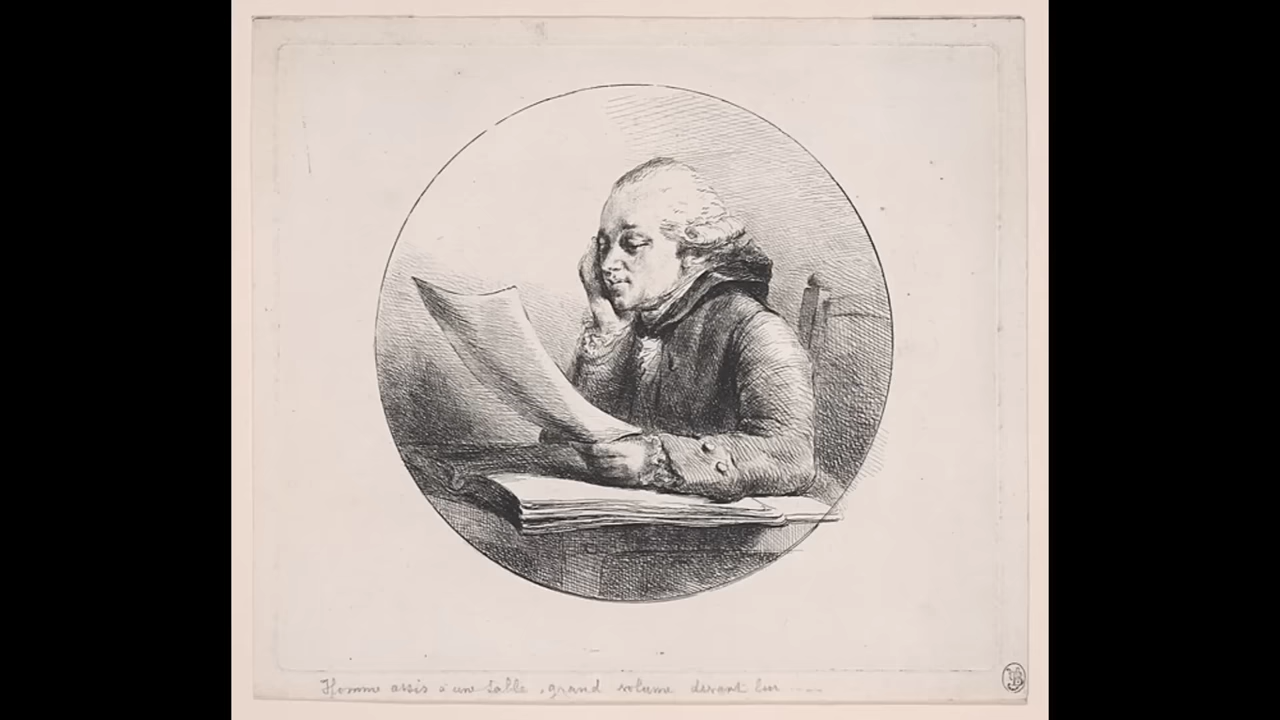 Homme assis à une table, grand volume devant lui